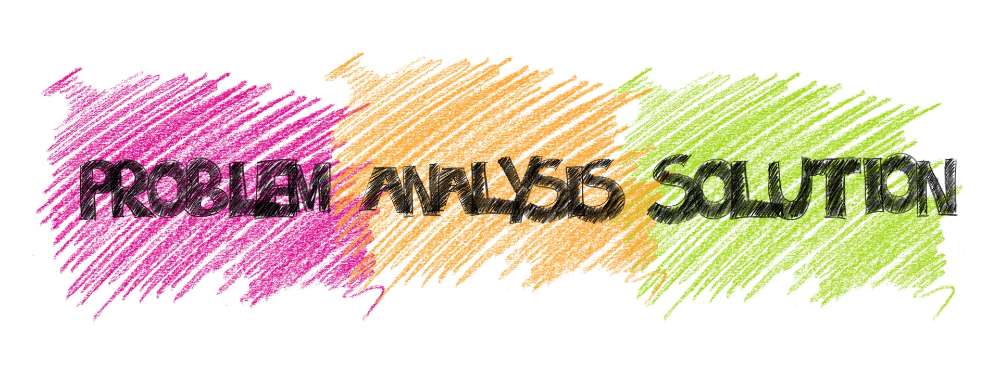 PROBLEM ANALYSIS SOLUTION